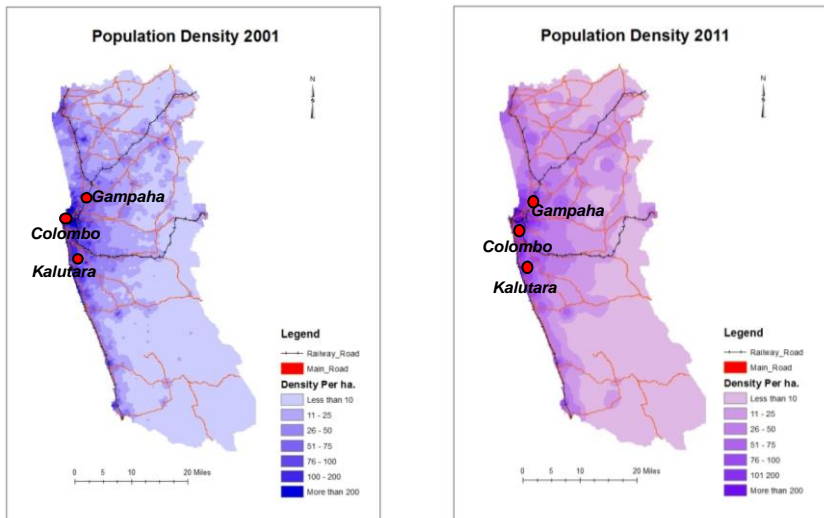 Population Density 2001
N
Gampaha
Colombo
Kalutara
Legend
Railway_Road
Main_Road
Density Per ha.
Less than 10
11 - 25
26 - 50
51 - 75
76 - 100
100 - 200
More than 200
0 10 20 Miles
Population Density 2011
N
Gampaha
Colombo
Kalutara
Legend
Railway_Road
Main_Road
Density Per ha.
Less than 10
11 - 25
26 - 50
51 - 75
76 - 100
101 200
More than 200
0 10 20 Miles